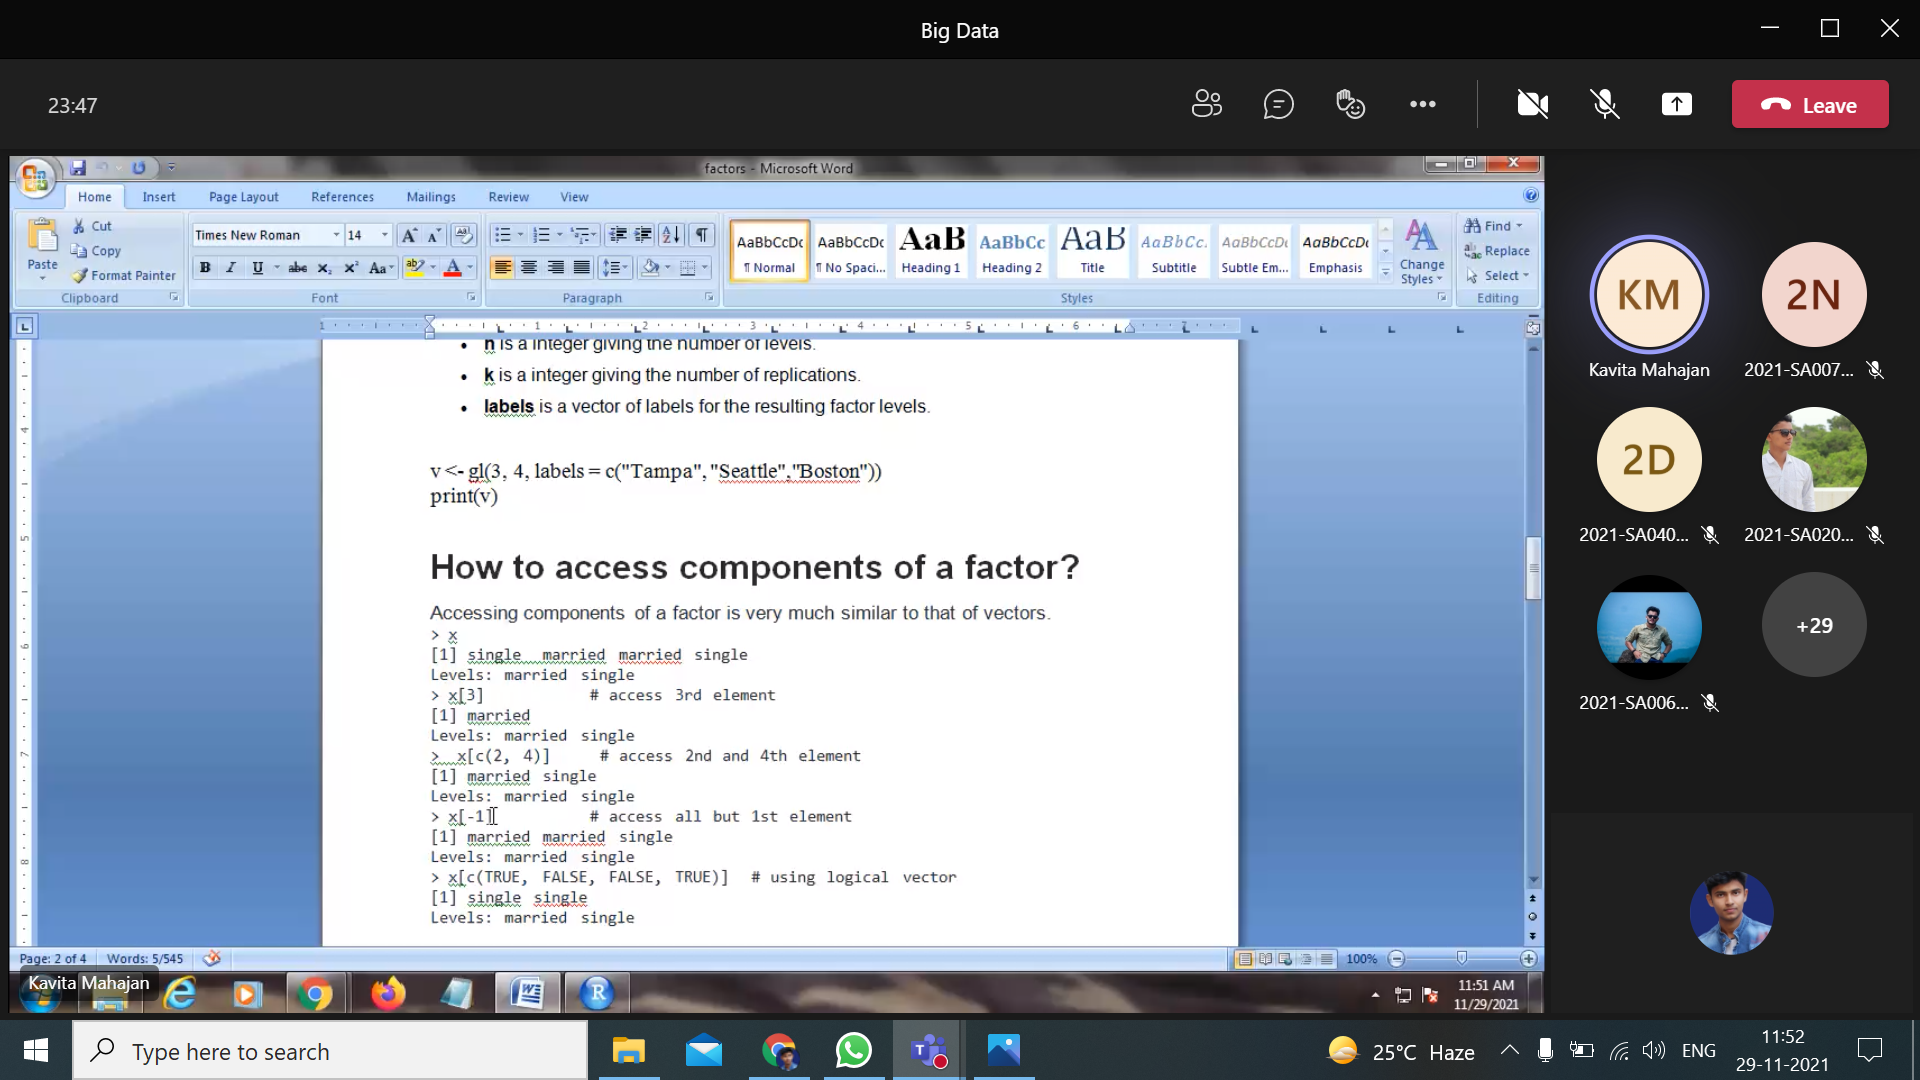 Big Data
23:47
Leave
factors - Microsoft Word
Home Insert Page Layout References Mailings Review View
Paste
Cut
Copy
Format Painter
Clipboard
Times New Roman 14
Font
Paragraph
AaBbCcDc AaBbCcDc AaB AaBbCc AaB AaBbCc. AaBbCcDc AaBbCcDc
¶ Normal ¶ No Spaci... Heading 1 Heading 2 Title Subtitle Subtle Em... Emphasis
Change Styles
Styles
Find
Replace
Select
Editing
n is a integer giving the number of levels.
k is a integer giving the number of replications.
labels is a vector of labels for the resulting factor levels.
v <- gl(3, 4, labels = c("Tampa", "Seattle","Boston"))
print(v)
How to access components of a factor?
Accessing components of a factor is very much similar to that of vectors.
> x
[1] single married married single
Levels: married single
> x[3] # access 3rd element
[1] married
Levels: married single
> x[c(2, 4)] # access 2nd and 4th element
[1] married single
Levels: married single
> x[-1] # access all but 1st element
[1] married married single
Levels: married single
> x[c(TRUE, FALSE, FALSE, TRUE)] # using logical vector
[1] single single
Levels: married single
Page: 2 of 4 Words: 5/545
100%
Kavita Mahajan
11:51 AM
11/29/2021
KM
Kavita Mahajan
2N
2021-SA007...
2D
2021-SA040...
2021-SA020...
2021-SA006...
+29
Type here to search
25°C Haze
ENG
11:52
29-11-2021